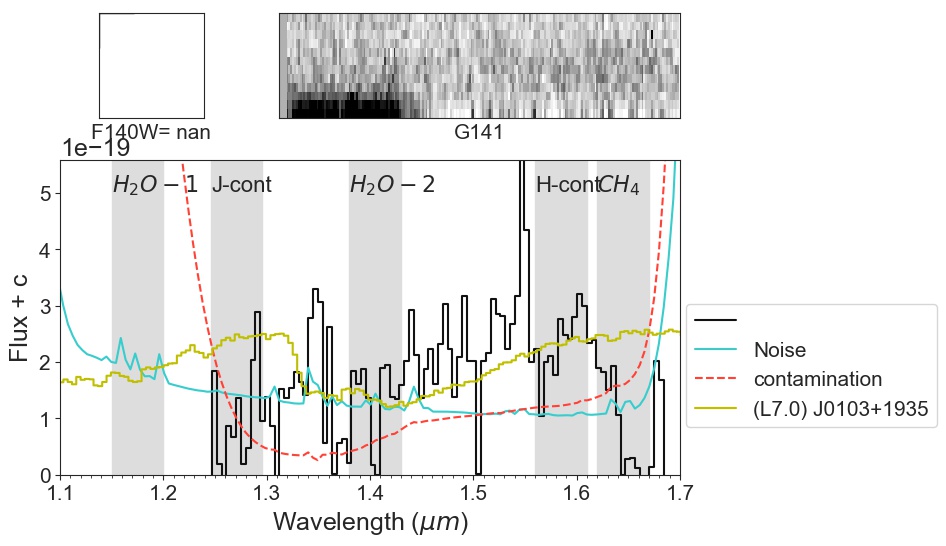 F140W= nan
G141
1e−19
H₂O − 1 J-cont H₂O − 2 H-cont CH₄
5
4
3
2
1
0
Flux + c
1.1 1.2 1.3 1.4 1.5 1.6 1.7
Wavelength (μm)
Noise
contamination
(L7.0) J0103+1935